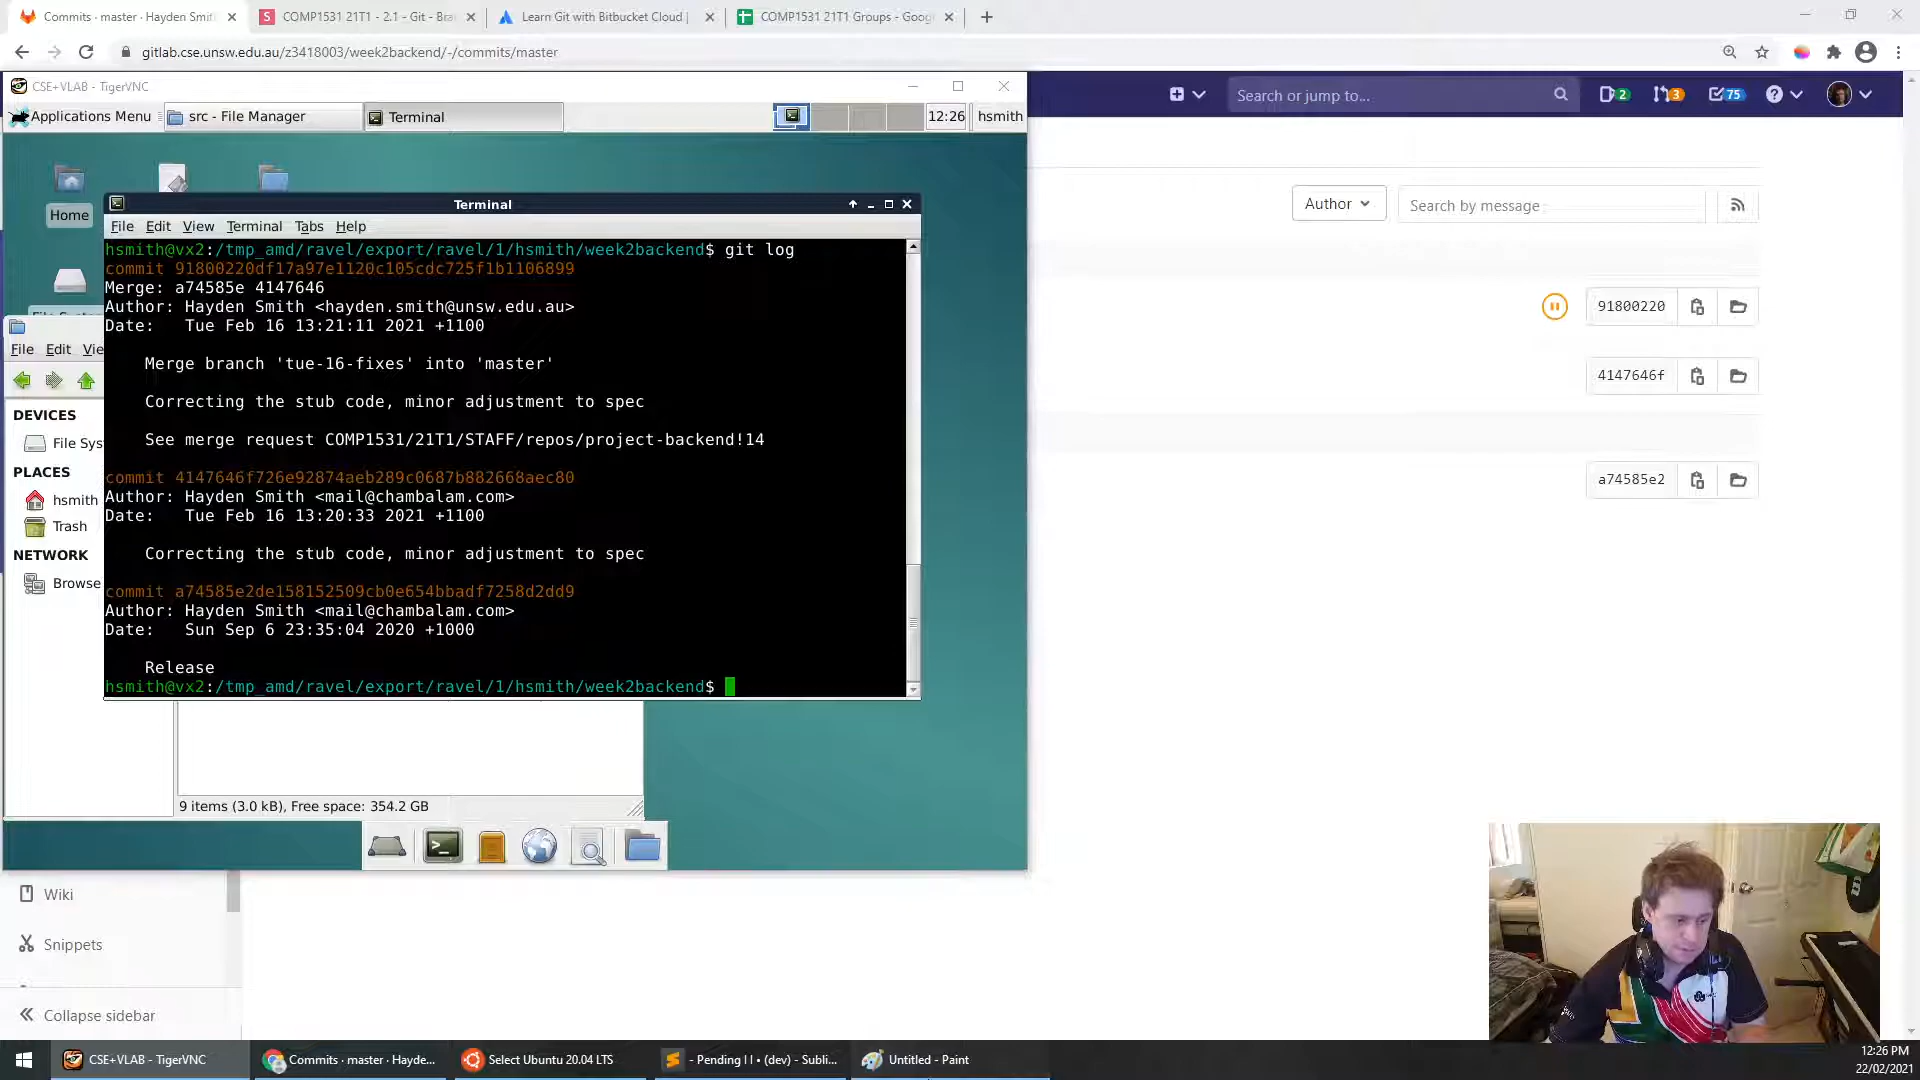 Commits · master · Hayden Smit
COMP1531 21T1 - 2.1 - Git - Bra
Learn Git with Bitbucket Cloud |
COMP1531 21T1 Groups - Goog
gitlab.cse.unsw.edu.au/z3418003/week2backend/-/commits/master
CSE+VLAB - TigerVNC
Applications Menu
src - File Manager
Terminal
12:26
hsmith
Search or jump to...
2
3
75
Home
Author
Search by message
Terminal
File Edit View Terminal Tabs Help
hsmith@vx2:/tmp_amd/ravel/export/ravel/1/hsmith/week2backend$ git log
commit 91800220df17a97e1120c105cdc725f1b1106899
Merge: a74585e 4147646
Author: Hayden Smith <hayden.smith@unsw.edu.au>
Date:   Tue Feb 16 13:21:11 2021 +1100
Merge branch 'tue-16-fixes' into 'master'
Correcting the stub code, minor adjustment to spec
See merge request COMP1531/21T1/STAFF/repos/project-backend!14
commit 4147646f726e92874aeb289c0687b882668aec80
Author: Hayden Smith <mail@chambalam.com>
Date:   Tue Feb 16 13:20:33 2021 +1100
Correcting the stub code, minor adjustment to spec
commit a74585e2de158152509cb0e654bbadf7258d2dd9
Author: Hayden Smith <mail@chambalam.com>
Date:   Sun Sep 6 23:35:04 2020 +1000
Release
hsmith@vx2:/tmp_amd/ravel/export/ravel/1/hsmith/week2backend$
91800220
4147646f
a74585e2
File Edit Vie
DEVICES
File Sys
PLACES
hsmith
Trash
NETWORK
Browse
9 items (3.0 kB), Free space: 354.2 GB
Wiki
Snippets
Collapse sidebar
CSE+VLAB - TigerVNC
Commits · master · Hayde...
Select Ubuntu 20.04 LTS
- Pending I I • (dev) - Subli...
Untitled - Paint
12:26 PM
22/02/2021